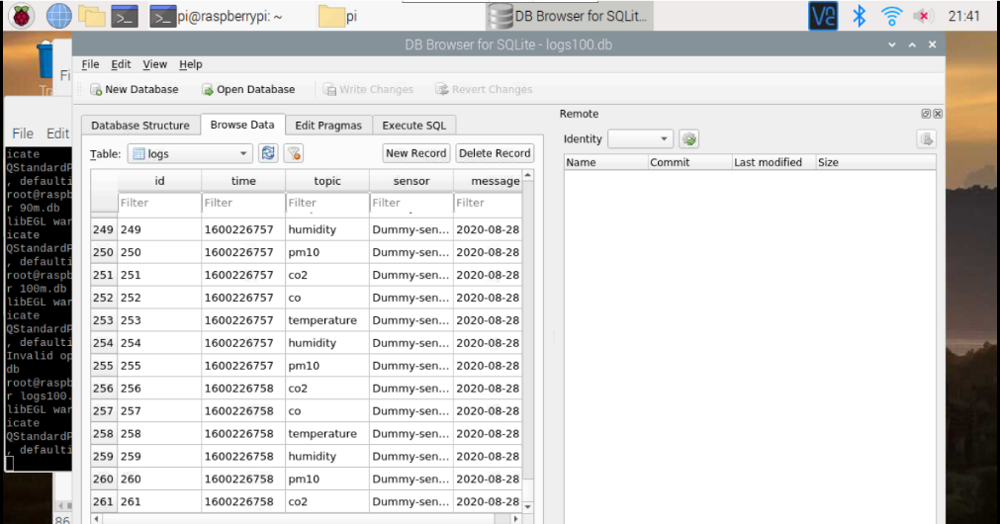 pi@raspberrypi: ~ pi DB Browser for SQLit... 21:41
DB Browser for SQLite - logs100.db
File Edit View Help
New Database Open Database Write Changes Revert Changes
Database Structure Browse Data Edit Pragmas Execute SQL
Table: logs New Record Delete Record
id time topic sensor message
Filter Filter Filter Filter Filter
249 249 1600226757 humidity Dummy-sen... 2020-08-28
250 250 1600226757 pm10 Dummy-sen... 2020-08-28
251 251 1600226757 co2 Dummy-sen... 2020-08-28
252 252 1600226757 co Dummy-sen... 2020-08-28
253 253 1600226757 temperature Dummy-sen... 2020-08-28
254 254 1600226757 humidity Dummy-sen... 2020-08-28
255 255 1600226757 pm10 Dummy-sen... 2020-08-28
256 256 1600226758 co2 Dummy-sen... 2020-08-28
257 257 1600226758 co Dummy-sen... 2020-08-28
258 258 1600226758 temperature Dummy-sen... 2020-08-28
259 259 1600226758 humidity Dummy-sen... 2020-08-28
260 260 1600226758 pm10 Dummy-sen... 2020-08-28
261 261 1600226758 co2 Dummy-sen... 2020-08-28
Remote
Identity
Name Commit Last modified Size
Fi
Tr
File Edit
icate
QStandardP
, defaulti
root@raspb
r 90m.db
libEGL war
icate
QStandardP
, defaulti
root@raspb
r 100m.db
libEGL war
icate
QStandardP
, defaulti
Invalid op
db
root@raspb
r logs100.
libEGL war
icate
QStandardP
, defaulti
86